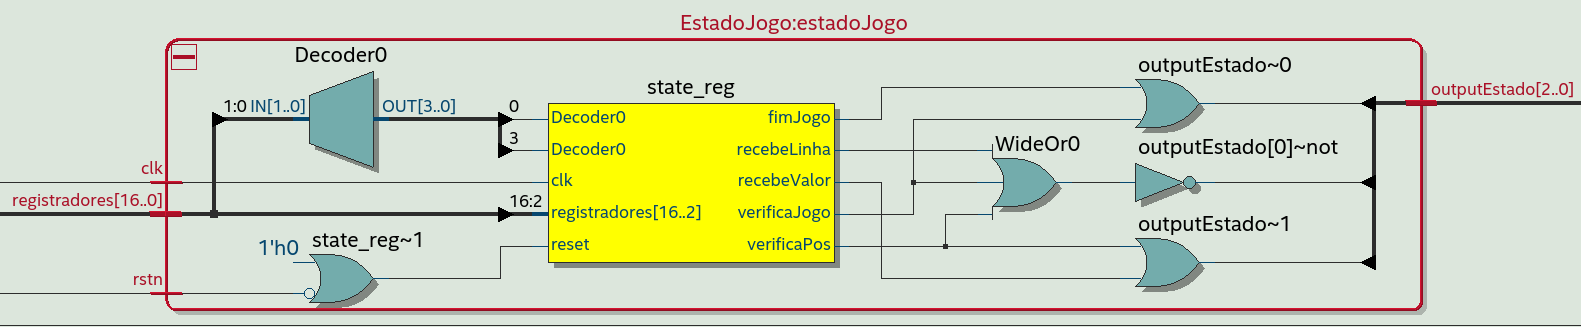 EstadoJogo:estadoJogo
Decoder0
1:0 IN[1..0]
OUT[3..0]
0
3
state_reg
Decoder0
Decoder0
clk
16:2
registradores[16..2]
reset
fimJogo
recebeLinha
recebeValor
verificaJogo
verificaPos
clk
registradores[16..0]
1'h0
state_reg~1
rstn
WideOr0
outputEstado~0
outputEstado[0]~not
outputEstado~1
outputEstado[2..0]